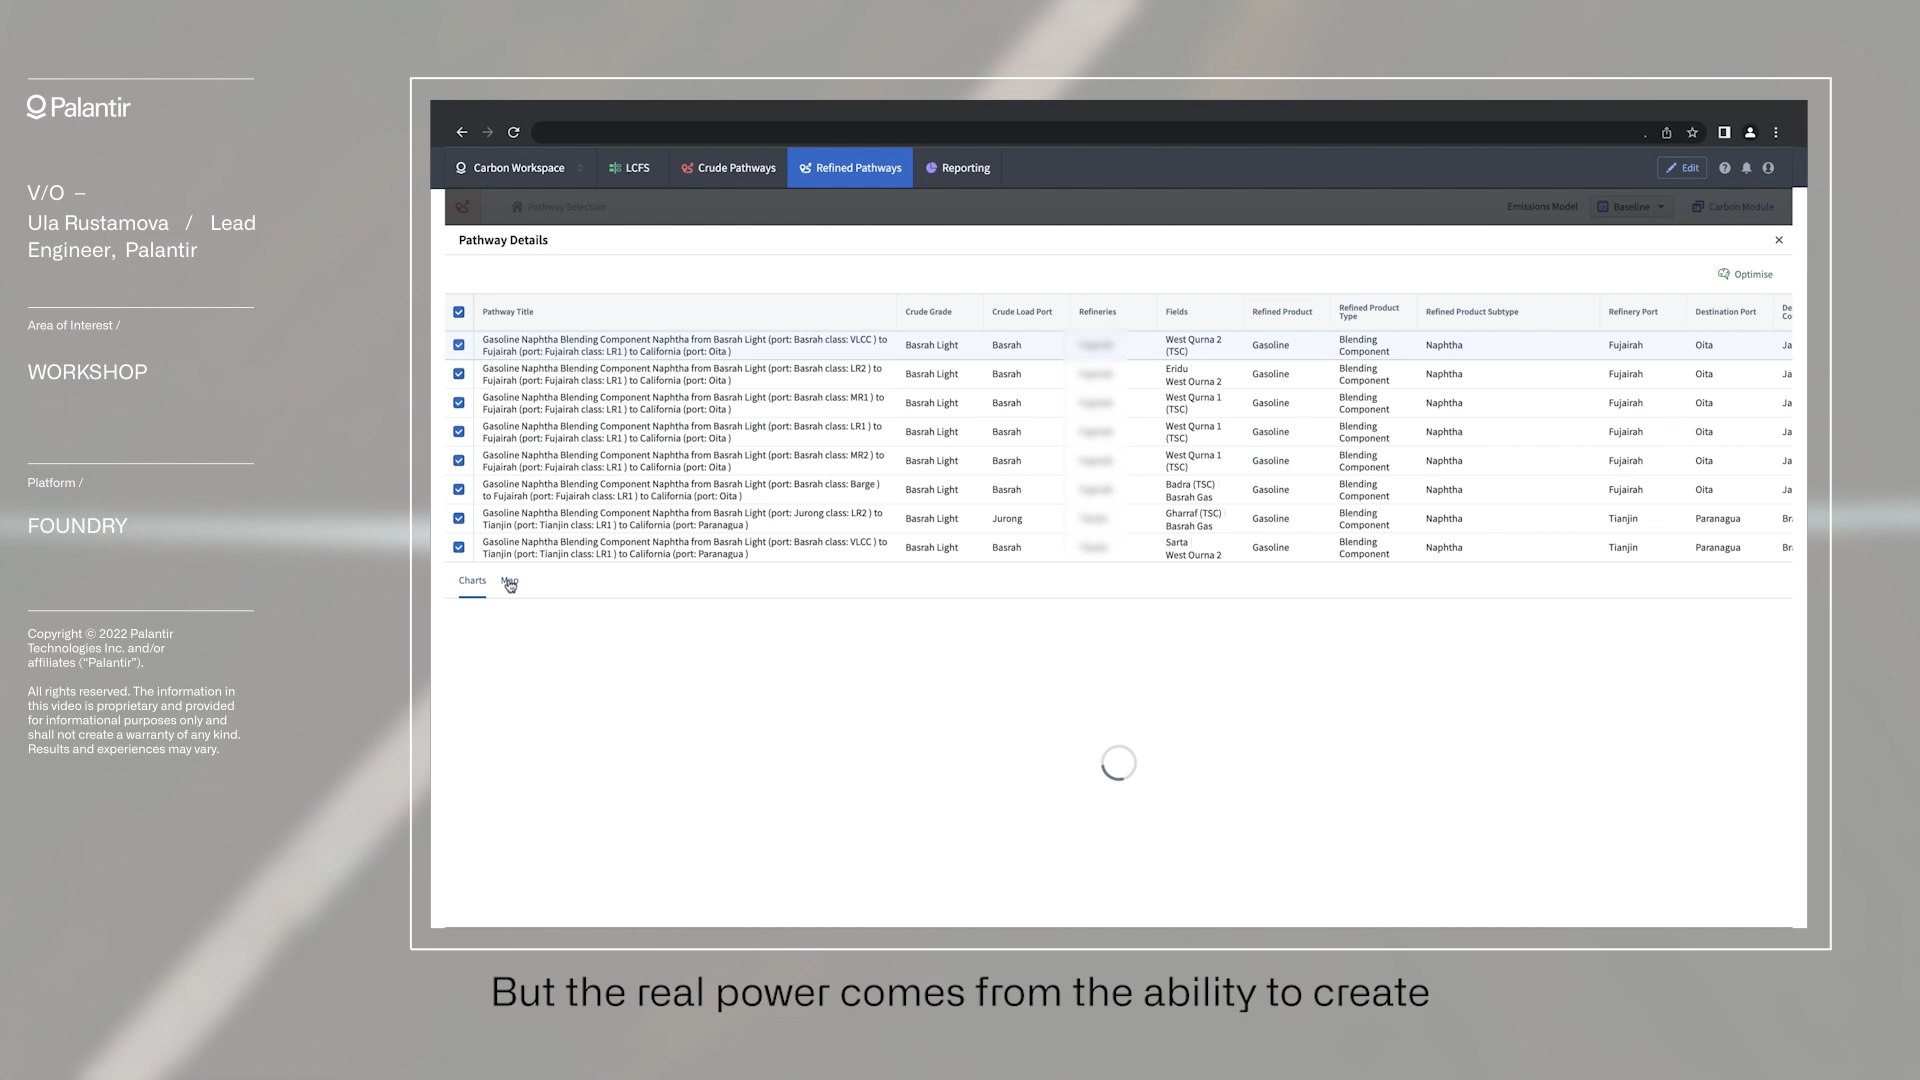 Palantir
V/O –
Ula Rustamova / Lead
Engineer, Palantir
Area of Interest /
WORKSHOP
Platform /
FOUNDRY
Copyright © 2022 Palantir
Technologies Inc. and/or
affiliates (“Palantir”).
All rights reserved. The information in
this video is proprietary and provided
for informational purposes only and
shall not create a warranty of any kind.
Results and experiences may vary.
Carbon Workspace LCFS Crude Pathways Refined Pathways Reporting Edit
Pathway Selection Emissions Model Baseline Carbon Module
Pathway Details
Optimise
Pathway Title Crude Grade Crude Load Port Refineries Fields Refined Product Refined Product Type Refined Product Subtype Refinery Port Destination Port De Co
Gasoline Naphtha Blending Component Naphtha from Basrah Light (port: Basrah class: VLCC ) to
Fujairah (port: Fujairah class: LR1 ) to California (port: Oita )
Basrah Light Basrah West Qurna 2 (TSC) Gasoline Blending Component Naphtha Fujairah Oita Ja
Gasoline Naphtha Blending Component Naphtha from Basrah Light (port: Basrah class: LR2 ) to
Fujairah (port: Fujairah class: LR1 ) to California (port: Oita )
Basrah Light Basrah Eridu West Qurna 2 Gasoline Blending Component Naphtha Fujairah Oita Ja
Gasoline Naphtha Blending Component Naphtha from Basrah Light (port: Basrah class: MR1 ) to
Fujairah (port: Fujairah class: LR1 ) to California (port: Oita )
Basrah Light Basrah West Qurna 1 (TSC) Gasoline Blending Component Naphtha Fujairah Oita Ja
Gasoline Naphtha Blending Component Naphtha from Basrah Light (port: Basrah class: LR1 ) to
Fujairah (port: Fujairah class: LR1 ) to California (port: Oita )
Basrah Light Basrah West Qurna 1 (TSC) Gasoline Blending Component Naphtha Fujairah Oita Ja
Gasoline Naphtha Blending Component Naphtha from Basrah Light (port: Basrah class: MR2 ) to
Fujairah (port: Fujairah class: LR1 ) to California (port: Oita )
Basrah Light Basrah West Qurna 1 (TSC) Gasoline Blending Component Naphtha Fujairah Oita Ja
Gasoline Naphtha Blending Component Naphtha from Basrah Light (port: Basrah class: Barge )
to Fujairah (port: Fujairah class: LR1 ) to California (port: Oita )
Basrah Light Basrah Badra (TSC) Basrah Gas Gasoline Blending Component Naphtha Fujairah Oita Ja
Gasoline Naphtha Blending Component Naphtha from Basrah Light (port: Jurong class: LR2 ) to
Tianjin (port: Tianjin class: LR1 ) to California (port: Paranagua )
Basrah Light Jurong Gharraf (TSC) Basrah Gas Gasoline Blending Component Naphtha Tianjin Paranagua Br
Gasoline Naphtha Blending Component Naphtha from Basrah Light (port: Basrah class: VLCC ) to
Tianjin (port: Tianjin class: LR1 ) to California (port: Paranagua )
Basrah Light Basrah Sarta West Qurna 2 Gasoline Blending Component Naphtha Tianjin Paranagua Br
Charts Map
But the real power comes from the ability to create